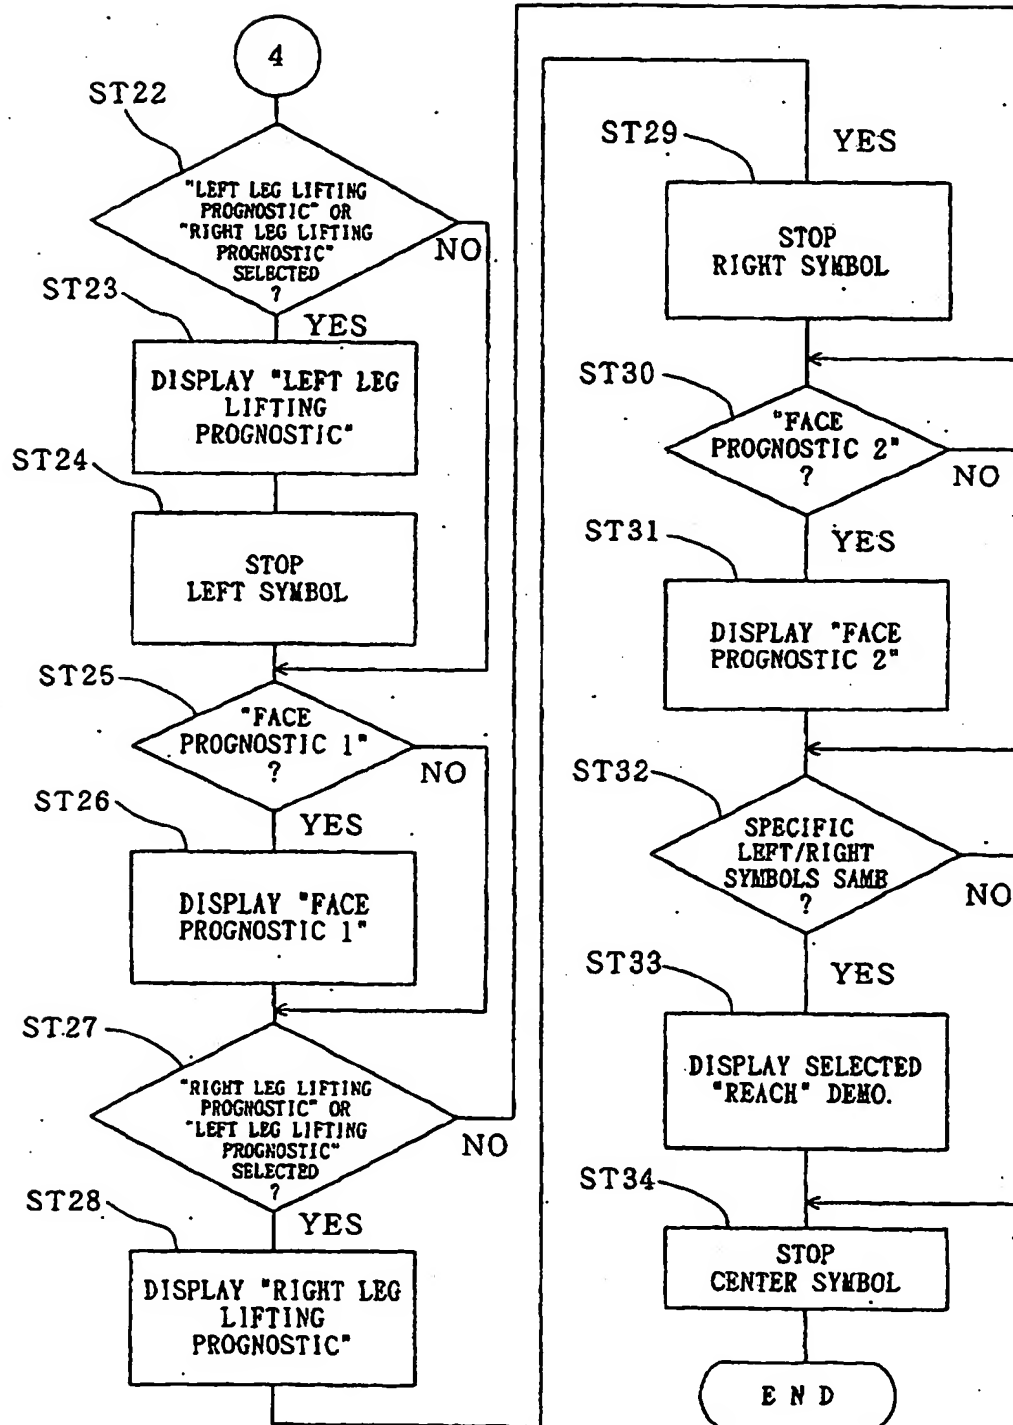 4
ST22
"LEFT LEG LIFTING
PROGNOSTIC" OR
"RIGHT LEG LIFTING
PROGNOSTIC"
SELECTED
?
NO
YES
ST23
DISPLAY "LEFT LEG
LIFTING
PROGNOSTIC"
ST24
STOP
LEFT SYMBOL
ST25
"FACE
PROGNOSTIC 1"
?
NO
YES
ST26
DISPLAY "FACE
PROGNOSTIC 1"
ST27
"RIGHT LEG LIFTING
PROGNOSTIC" OR
"LEFT LEG LIFTING
PROGNOSTIC"
SELECTED
?
NO
YES
ST28
DISPLAY "RIGHT LEG
LIFTING
PROGNOSTIC"
YES
ST29
STOP
RIGHT SYMBOL
ST30
"FACE
PROGNOSTIC 2"
?
NO
YES
ST31
DISPLAY "FACE
PROGNOSTIC 2"
ST32
SPECIFIC
LEFT/RIGHT
SYMBOLS SAME
?
NO
YES
ST33
DISPLAY SELECTED
"REACH" DEMO.
ST34
STOP
CENTER SYMBOL
END